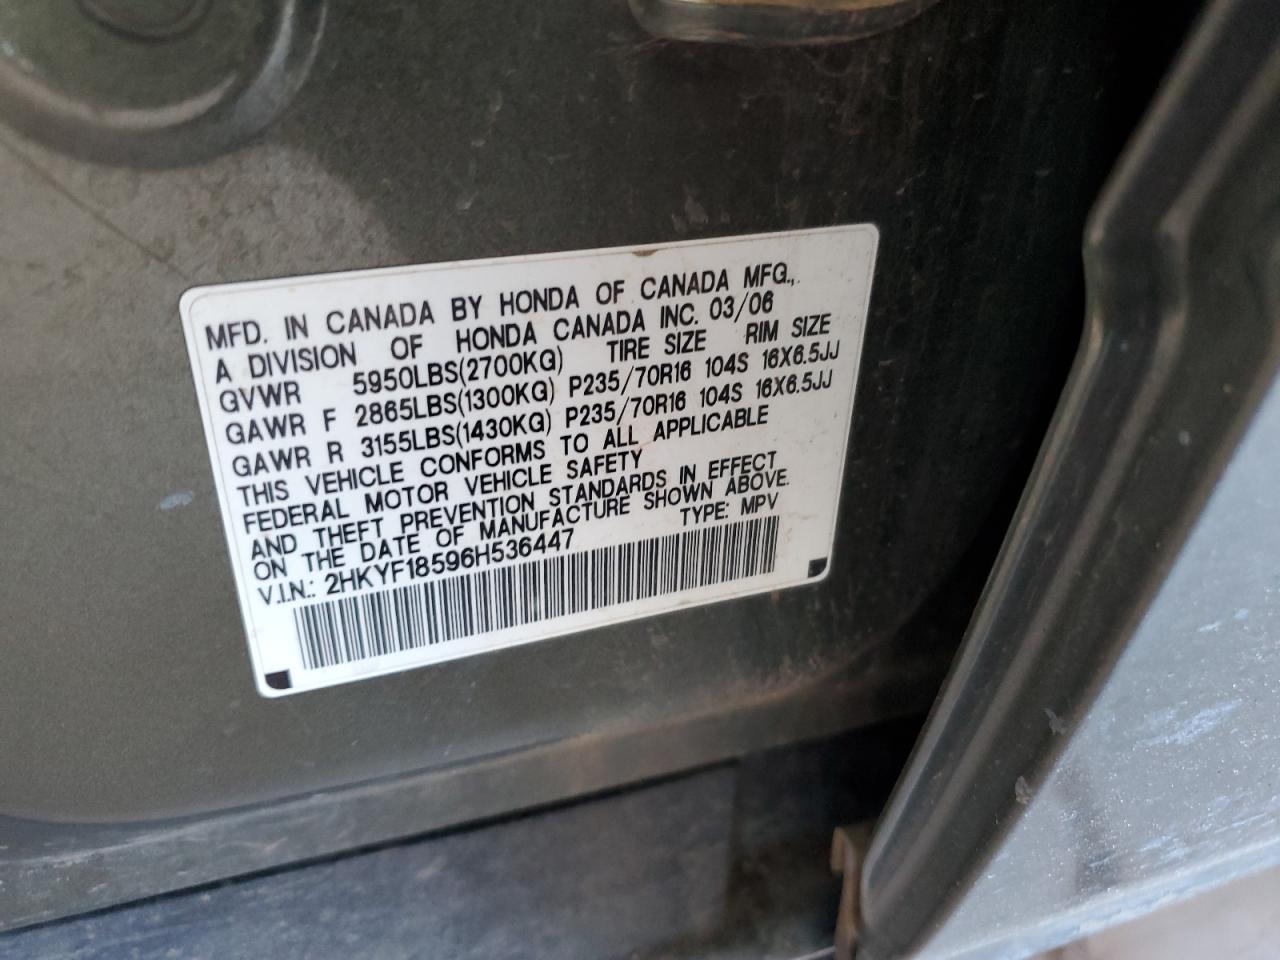 MFD. IN CANADA BY HONDA OF CANADA MFG.,
A DIVISION OF HONDA CANADA INC. 03/06
GVWR 5950LBS(2700KG) TIRE SIZE RIM SIZE
GAWR F 2865LBS(1300KG) P235/70R16 104S 16X6.5JJ
GAWR R 3155LBS(1430KG) P235/70R16 104S 16X6.5JJ
THIS VEHICLE CONFORMS TO ALL APPLICABLE
FEDERAL MOTOR VEHICLE SAFETY
AND THEFT PREVENTION STANDARDS IN EFFECT
ON THE DATE OF MANUFACTURE SHOWN ABOVE.
V.I.N.: 2HKYF18596H536447 TYPE: MPV